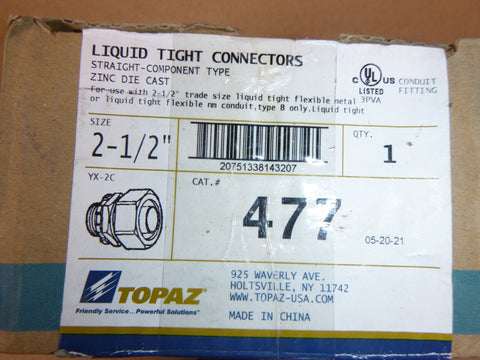 LIQUID TIGHT CONNECTORS
STRAIGHT-COMPONENT TYPE
ZINC DIE CAST
For use with 2-1/2" trade size liquid tight flexible metal
or liquid tight flexible nm conduit,type B only.Liquid tight
C UL US
LISTED
3PVA
CONDUIT
FITTING
SIZE
2-1/2"
20751338143207
QTY.
1
YX-2C
CAT.#
477
05-20-21
TOPAZ
Friendly Service... Powerful Solutions
925 WAVERLY AVE.
HOLTSVILLE, NY 11742
WWW.TOPAZ-USA.COM
MADE IN CHINA